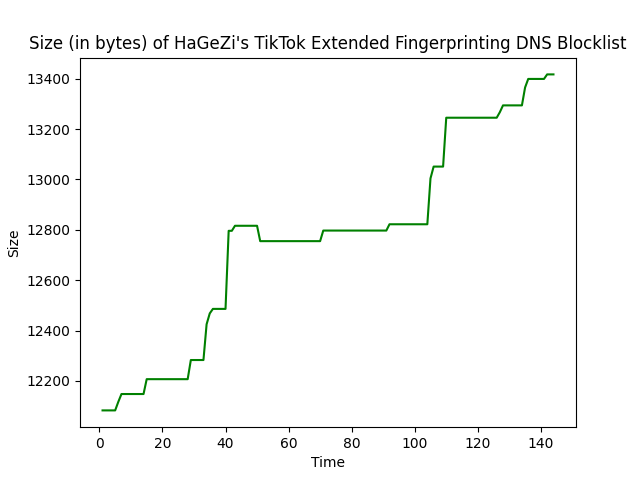 Size (in bytes) of HaGeZi's TikTok Extended Fingerprinting DNS Blocklist
13400
13200
13000
12800
12600
12400
12200
Size
0 20 40 60 80 100 120 140
Time